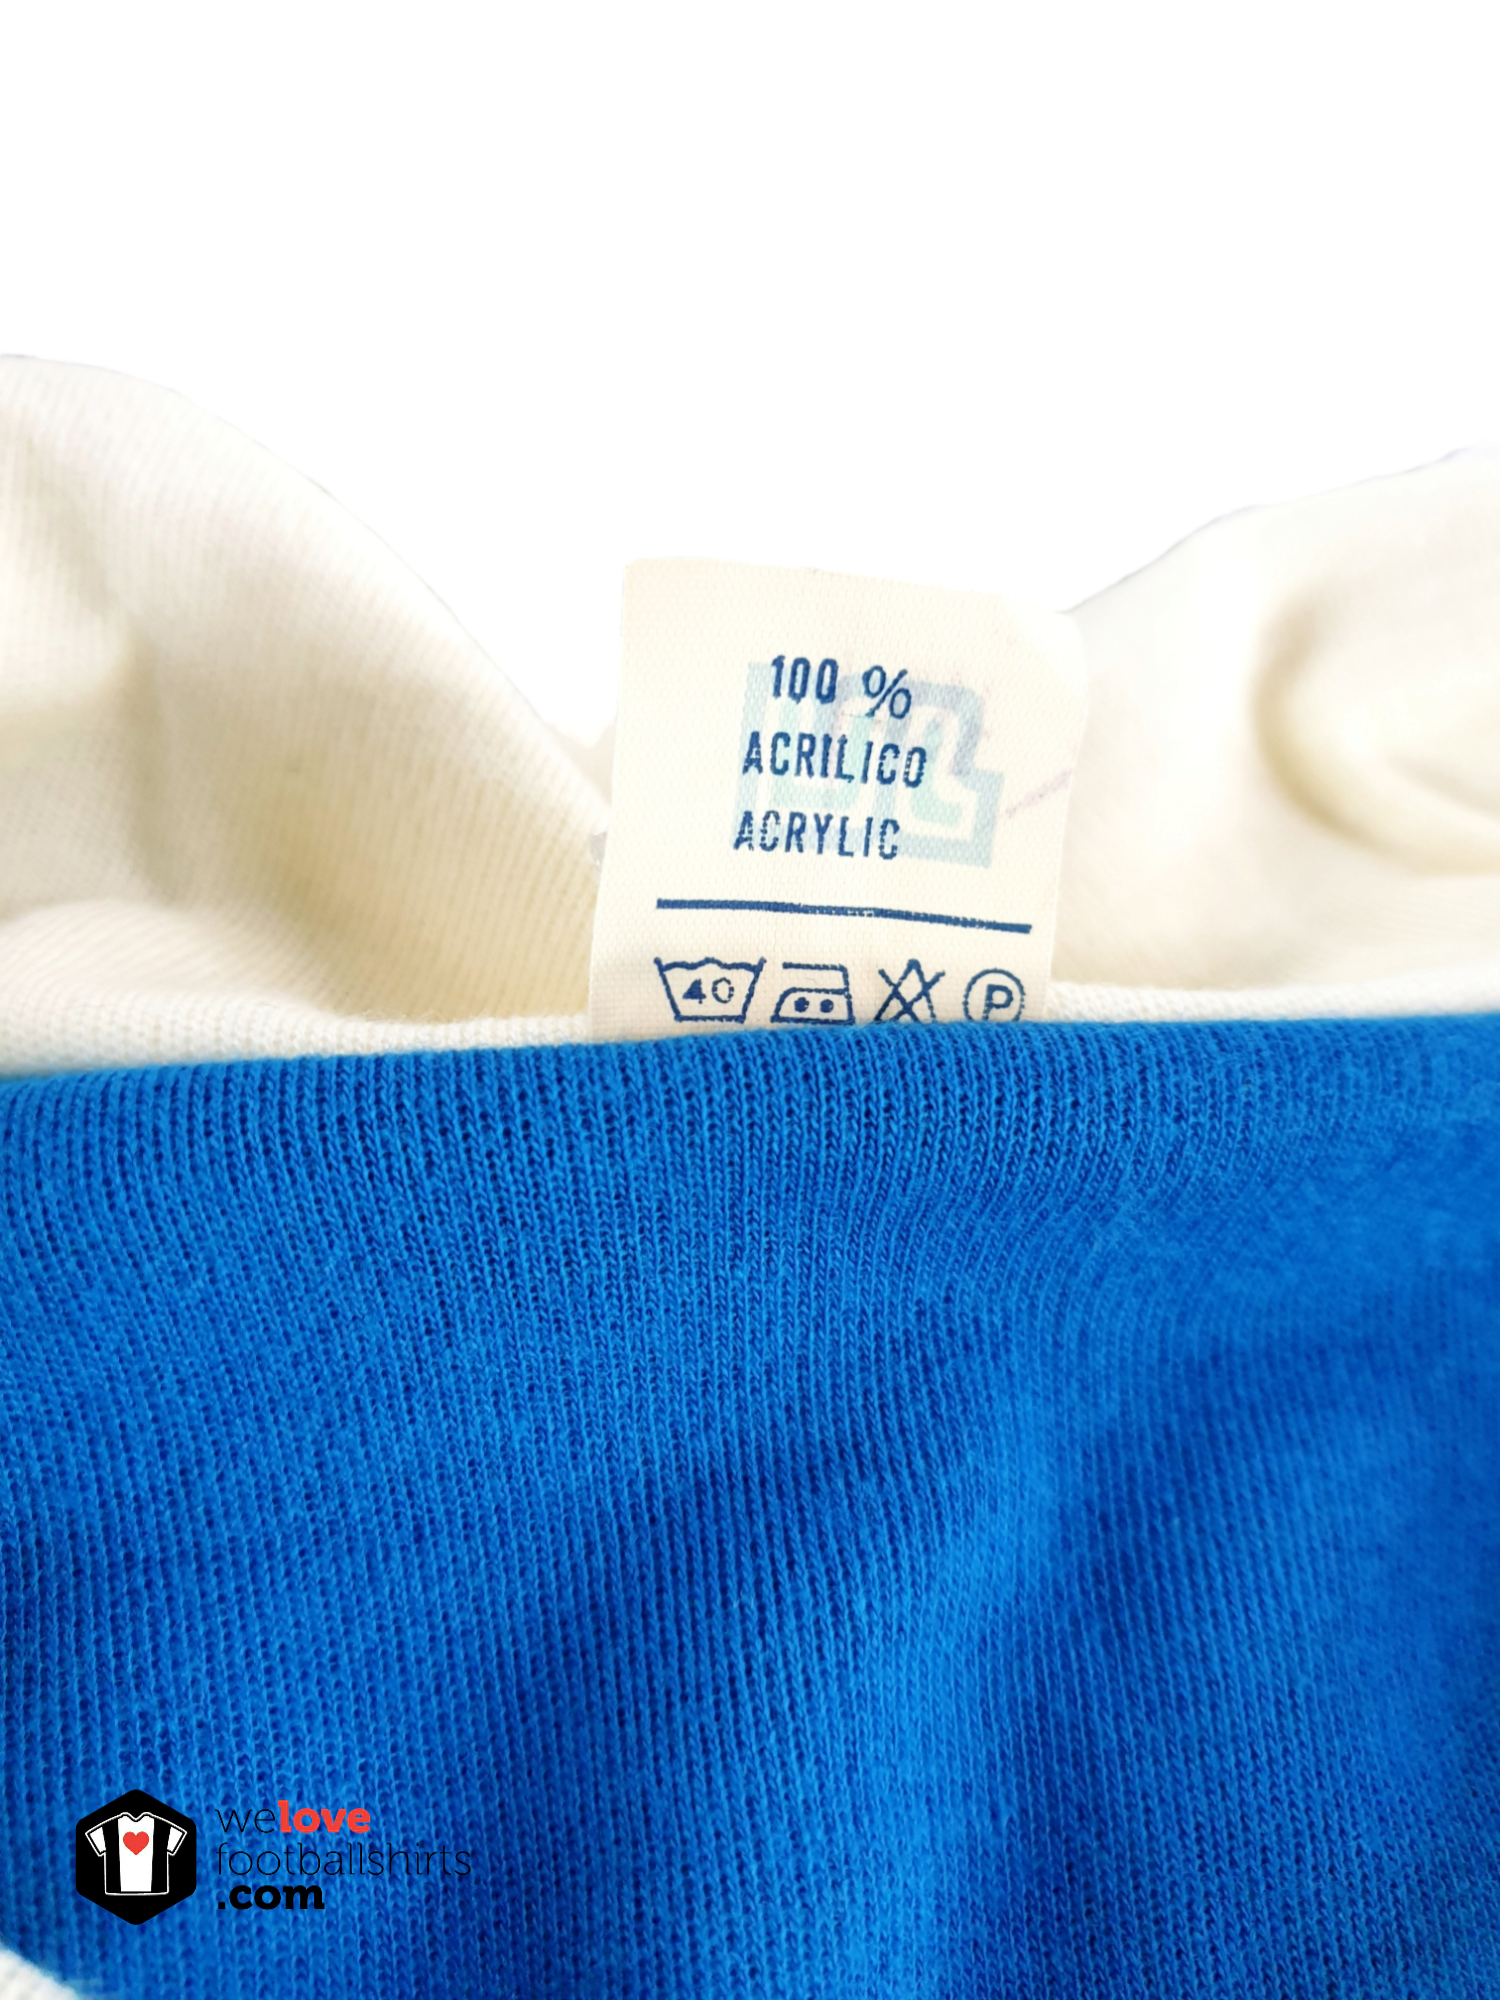 100 %
ACRILICO
ACRYLIC
40
P
welove
footballshirts
.com